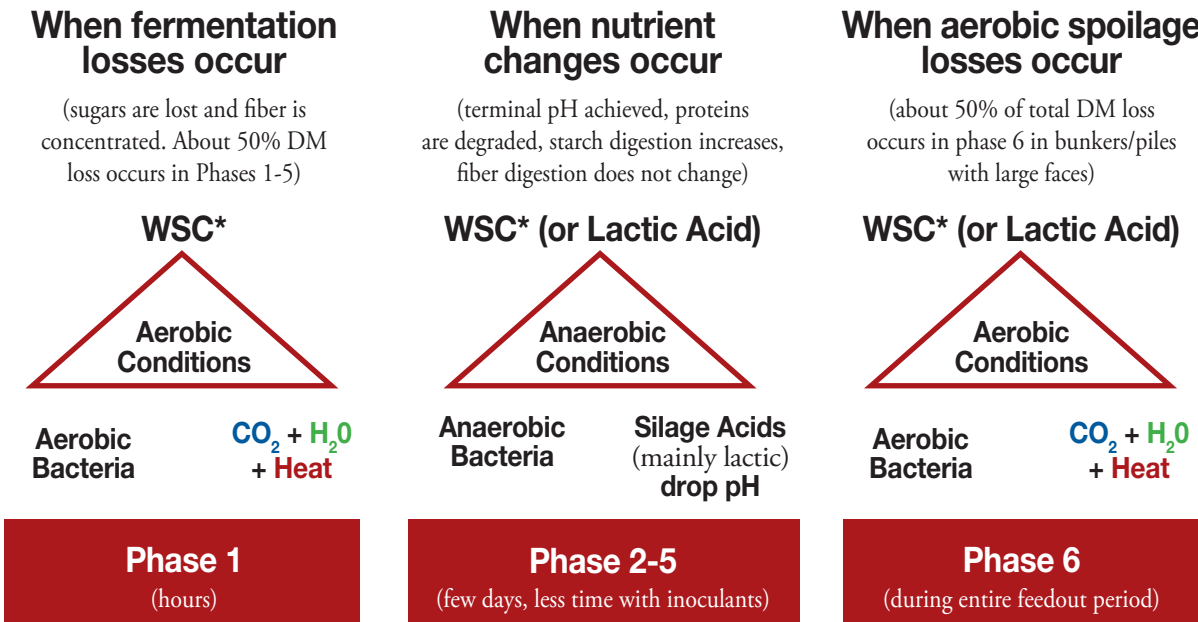 When fermentation
losses occur
(sugars are lost and fiber is
concentrated. About 50% DM
loss occurs in Phases 1-5)
WSC*
Aerobic
Conditions
Aerobic
Bacteria
CO₂ + H₂0
+ Heat
Phase 1
(hours)
When nutrient
changes occur
(terminal pH achieved, proteins
are degraded, starch digestion increases,
fiber digestion does not change)
WSC* (or Lactic Acid)
Anaerobic
Conditions
Anaerobic
Bacteria
Silage Acids
(mainly lactic)
drop pH
Phase 2-5
(few days, less time with inoculants)
When aerobic spoilage
losses occur
(about 50% of total DM loss
occurs in phase 6 in bunkers/piles
with large faces)
WSC* (or Lactic Acid)
Aerobic
Conditions
Aerobic
Bacteria
CO₂ + H₂0
+ Heat
Phase 6
(during entire feedout period)